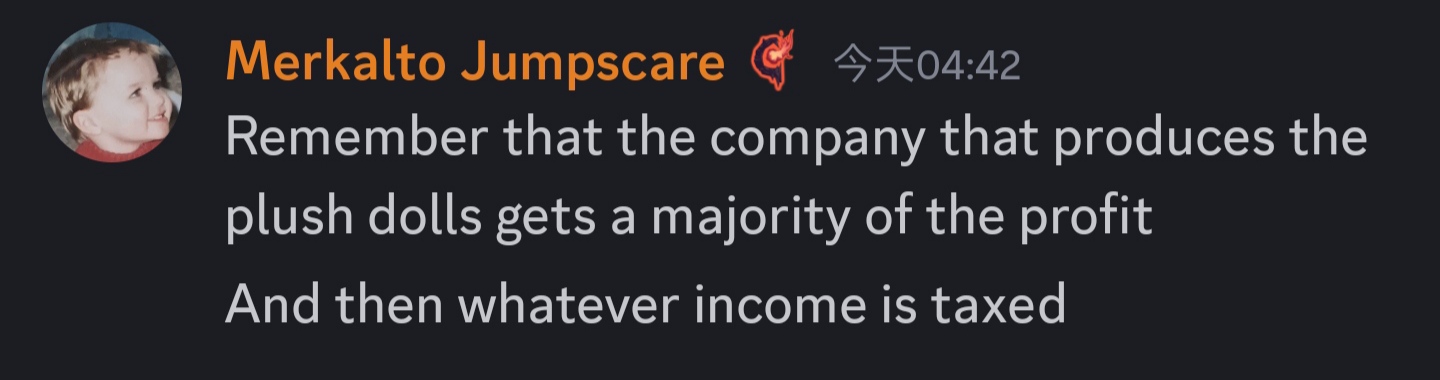 Merkalto Jumpscare 今天04:42
Remember that the company that produces the
plush dolls gets a majority of the profit
And then whatever income is taxed